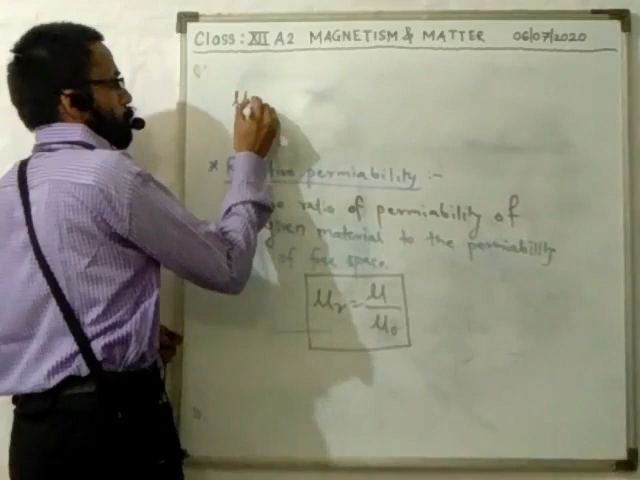 Class: XII A2 MAGNETISM & MATTER 06/07/2020
μ
* permiability :-
ratio of permiability of
given material to the permiability
of free space.
μr = μ / μ0